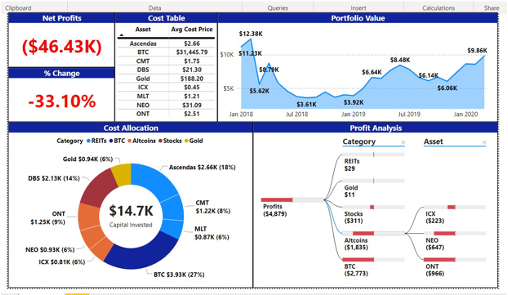 Clipboard
Data
Queries
Insert
Calculations
Share
Net Profits
($46.43K)
% Change
-33.10%
Cost Table
Asset Avg Cost Price
Ascendas $2.66
BTC $31,445.79
CMT $1.75
DBS $21.30
Gold $188.20
ICX $0.45
MLT $1.21
NEO $31.09
ONT $2.51
Portfolio Value
$10K
$5K
$12.38K
$11.23K
$8.79K
$5.62K
$3.61K
$3.92K
$6.64K
$8.48K
$6.14K
$6.06K
$9.86K
Jan 2018
Jul 2018
Jan 2019
Jul 2019
Jan 2020
Cost Allocation
Category REITs BTC Altcoins Stocks Gold
Gold $0.94K (6%)
Ascendas $2.66K (18%)
DBS $2.13K (14%)
CMT
$1.22K (8%)
ONT
$1.25K (9%)
MLT
$0.87K (6%)
NEO $0.93K (6%)
ICX $0.81K (6%)
BTC $3.93K (27%)
$14.7K
Capital Invested
Profit Analysis
Category
Asset
Profits
($4,879)
REITs
$29
Gold
$11
Stocks
($311)
Altcoins
($1,835)
BTC
($2,773)
ICX
($223)
NEO
($647)
ONT
($966)